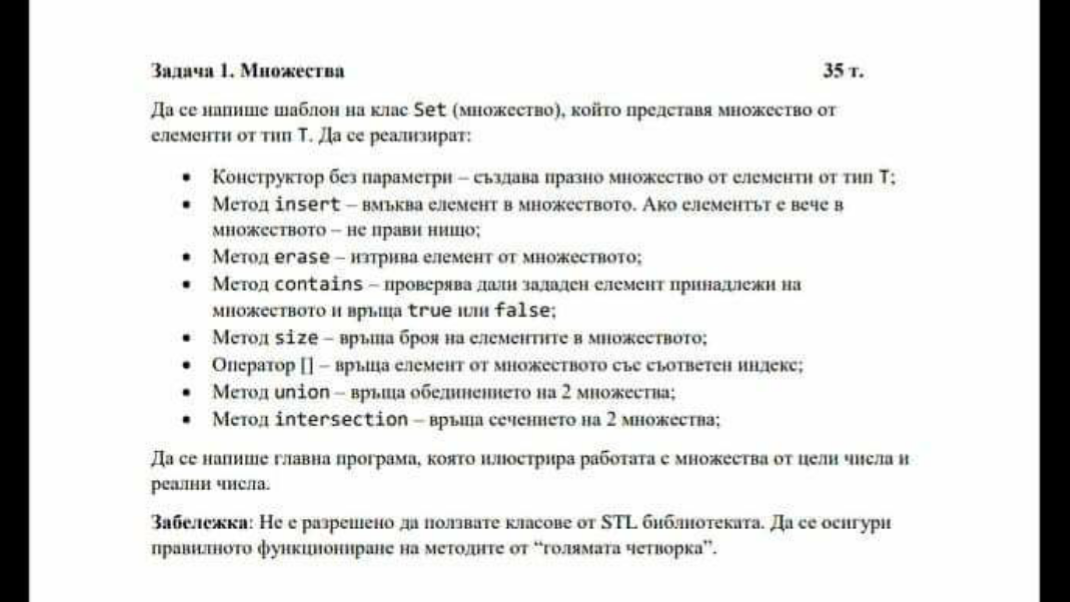 Задача 1. Множества 35 т.
Да се напише шаблон на клас Set (множество), който представя множество от
елементи от тип T. Да се реализират:
• Конструктор без параметри – създава празно множество от елементи от тип T;
• Метод insert – вмъква елемент в множеството. Ако елементът е вече в
множеството – не прави нищо;
• Метод erase – изтрива елемент от множеството;
• Метод contains – проверява дали зададен елемент принадлежи на
множеството и връща true или false;
• Метод size – връща броя на елементите в множеството;
• Оператор [] – връща елемент от множеството със съответен индекс;
• Метод union – връща обединението на 2 множества;
• Метод intersection – връща сечението на 2 множества;
Да се напише главна програма, която илюстрира работата с множества от цели числа и
реални числа.
Забележка: Не е разрешено да ползвате класове от STL библиотеката. Да се осигури
правилното функциониране на методите от “голямата четворка”.